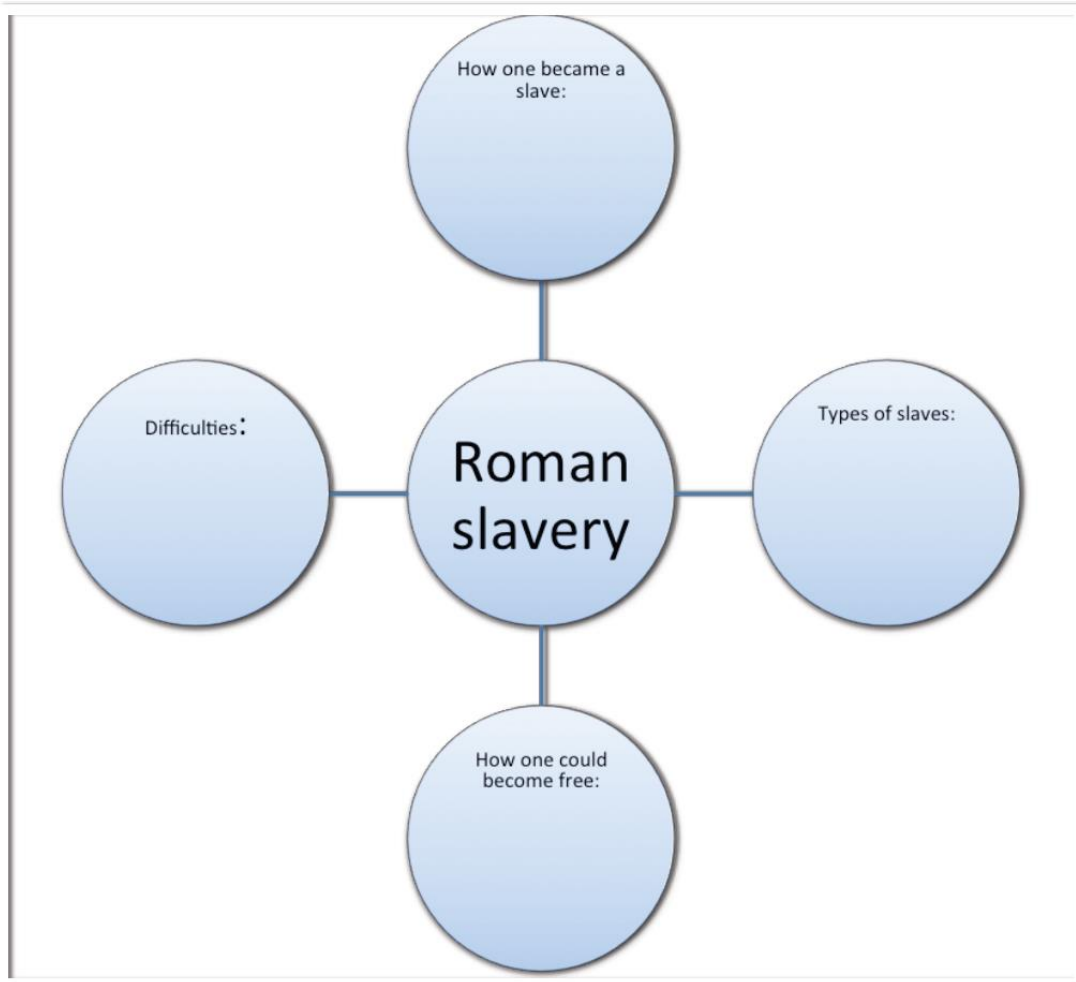 How one became a
slave:
Difficulties:
Roman
slavery
Types of slaves:
How one could
become free: